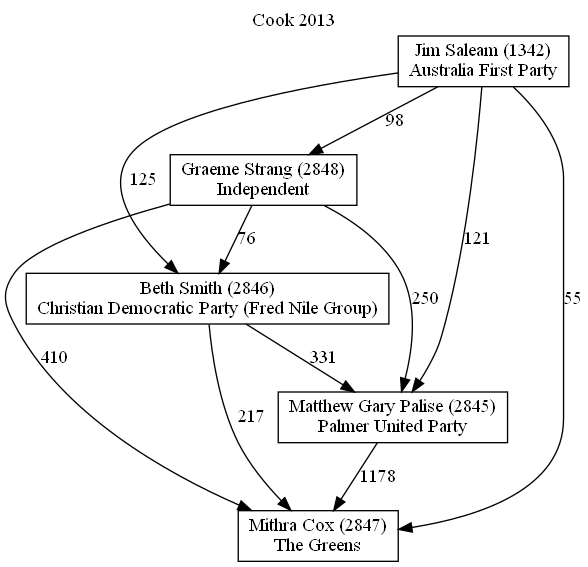 Cook 2013
Jim Saleam (1342)
Australia First Party
98
Graeme Strang (2848)
Independent
125
76
121
Beth Smith (2846)
Christian Democratic Party (Fred Nile Group)
250
55
410
331
Matthew Gary Palise (2845)
Palmer United Party
217
1178
Mithra Cox (2847)
The Greens